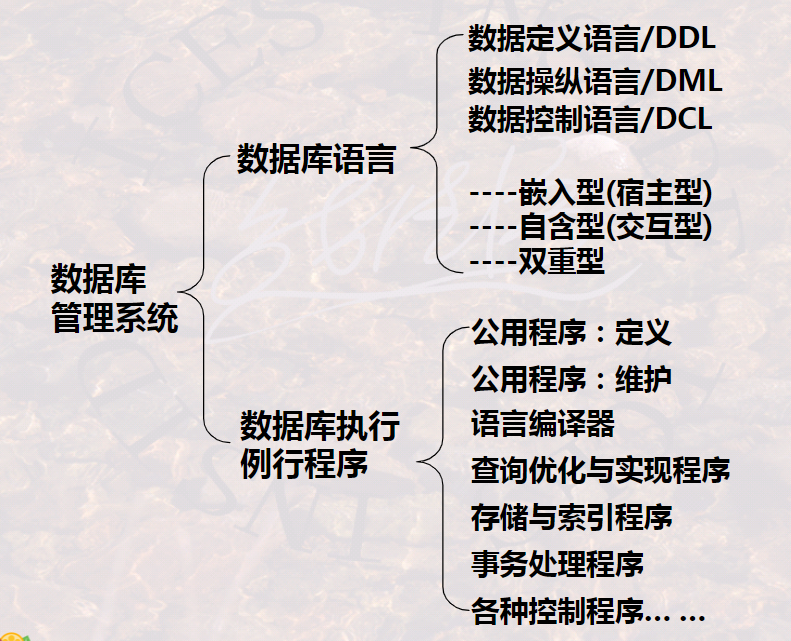 数据定义语言/DDL
数据操纵语言/DML
数据控制语言/DCL
数据库语言
----嵌入型(宿主型)
----自含型(交互型)
----双重型
数据库
管理系统
公用程序：定义
公用程序：维护
数据库执行
例行程序
语言编译器
查询优化与实现程序
存储与索引程序
事务处理程序
各种控制程序... ...